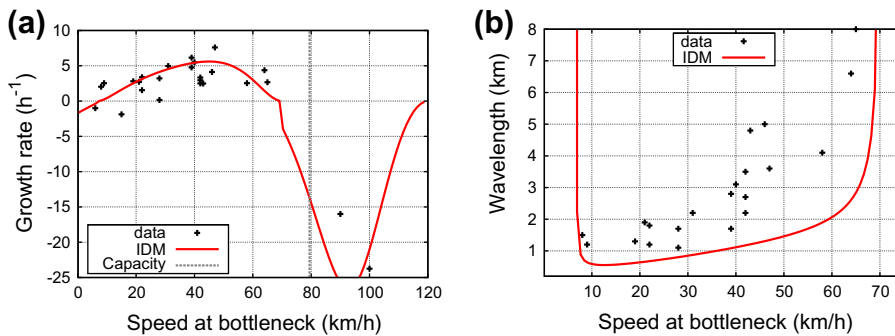 (a)
Growth rate (h⁻¹)
10
5
0
-5
-10
-15
-20
-25
data
IDM
Capacity
0 20 40 60 80 100 120
Speed at bottleneck (km/h)
(b)
Wavelength (km)
8
7
6
5
4
3
2
1
data
IDM
10 20 30 40 50 60 70
Speed at bottleneck (km/h)